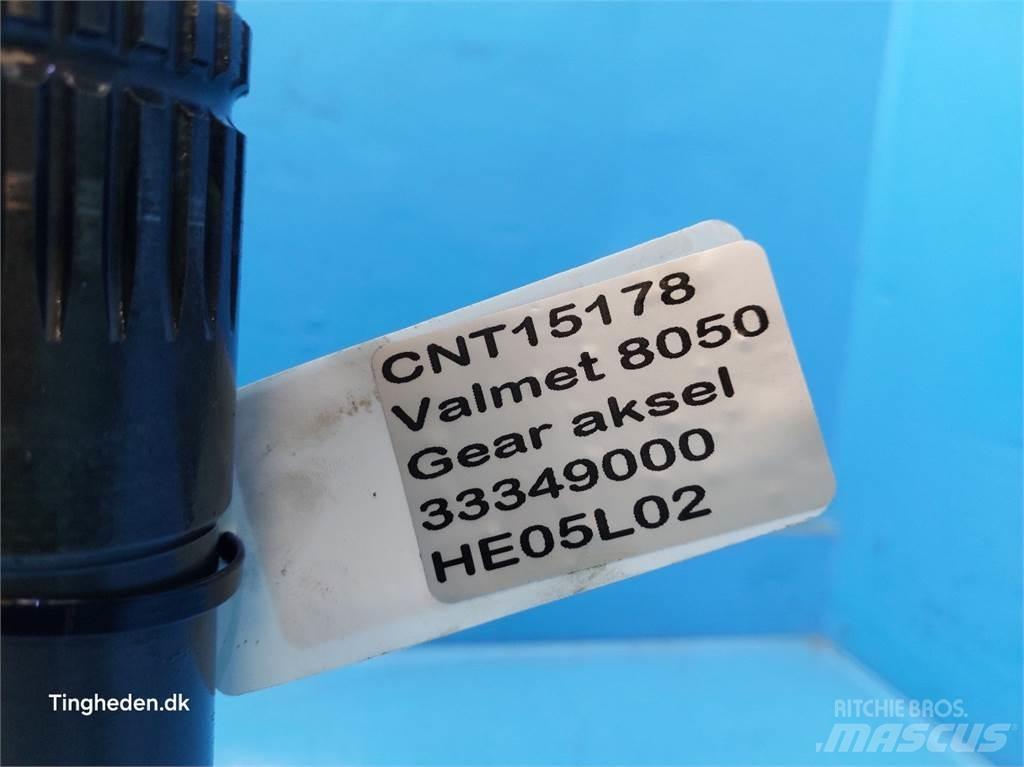 CNT15178
Valmet 8050
Gear aksel
33349000
HE05L02
Tingheden.dk
RITCHIE BROS.
MASCUS